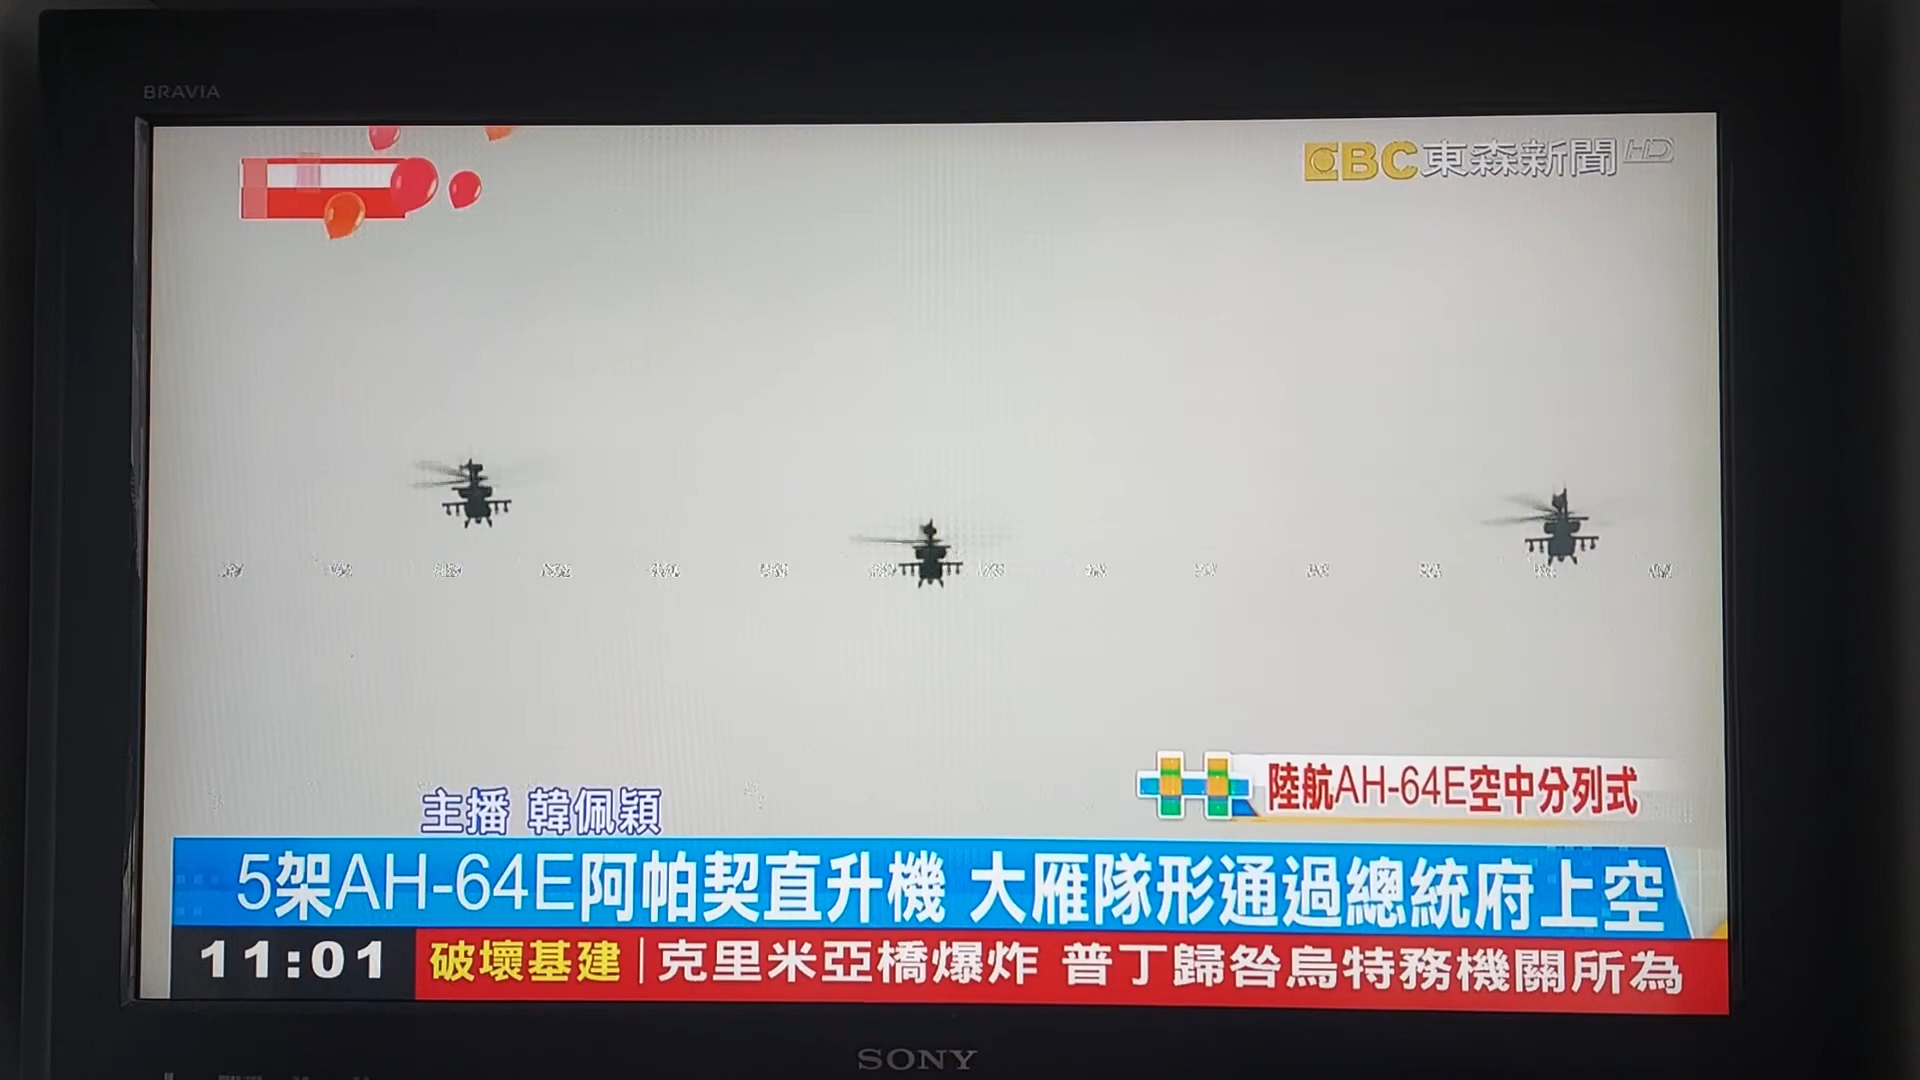 BRAVIA
EBC東森新聞HD
陸航AH-64E空中分列式
主播 韓佩穎
5架AH-64E阿帕契直升機 大雁隊形通過總統府上空
11:01 破壞基建 克里米亞橋爆炸 普丁歸咎烏特務機關所為
SONY